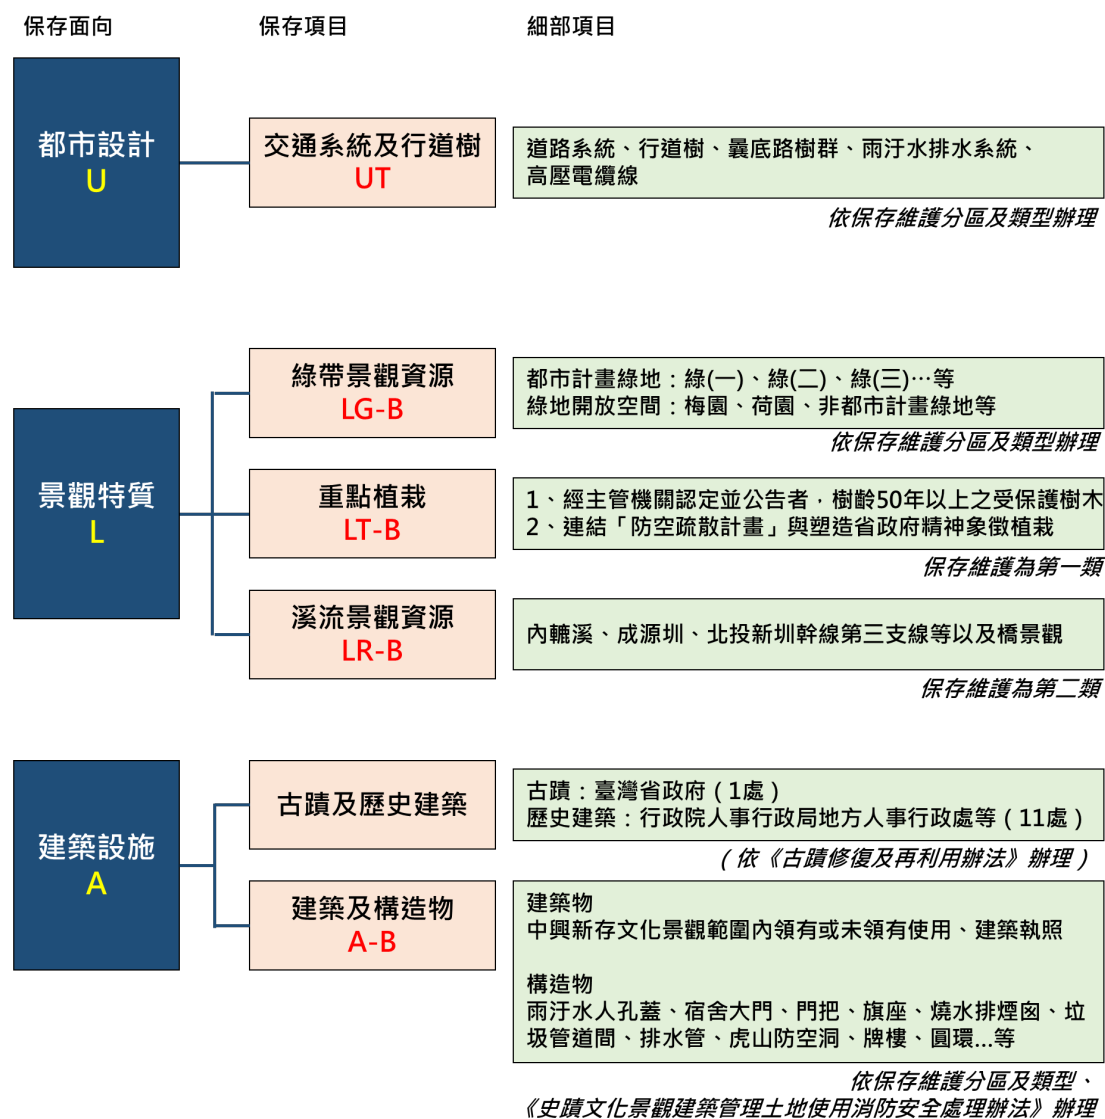 保存面向
保存項目
細部項目
都市設計
U
交通系統及行道樹
UT
道路系統、行道樹、曩底路樹群、雨汙水排水系統、
高壓電纜線
依保存維護分區及類型辦理
景觀特質
L
綠帶景觀資源
LG-B
都市計畫綠地：綠(一)、綠(二)、綠(三)…等
綠地開放空間：梅園、荷園、非都市計畫綠地等
依保存維護分區及類型辦理
重點植栽
LT-B
1、經主管機關認定並公告者，樹齡50年以上之受保護樹木
2、連結「防空疏散計畫」與塑造省政府精神象徵植栽
保存維護為第一類
溪流景觀資源
LR-B
內轆溪、成源圳、北投新圳幹線第三支線等以及橋景觀
保存維護為第二類
建築設施
A
古蹟及歷史建築
古蹟：臺灣省政府（1處）
歷史建築：行政院人事行政局地方人事行政處等（11處）
（依《古蹟修復及再利用辦法》辦理）
建築及構造物
A-B
建築物
中興新存文化景觀範圍內領有或未領有使用、建築執照
構造物
雨汙水人孔蓋、宿舍大門、門把、旗座、燒水排煙囪、垃
圾管道間、排水管、虎山防空洞、牌樓、圓環...等
依保存維護分區及類型、
《史蹟文化景觀建築管理土地使用消防安全處理辦法》辦理